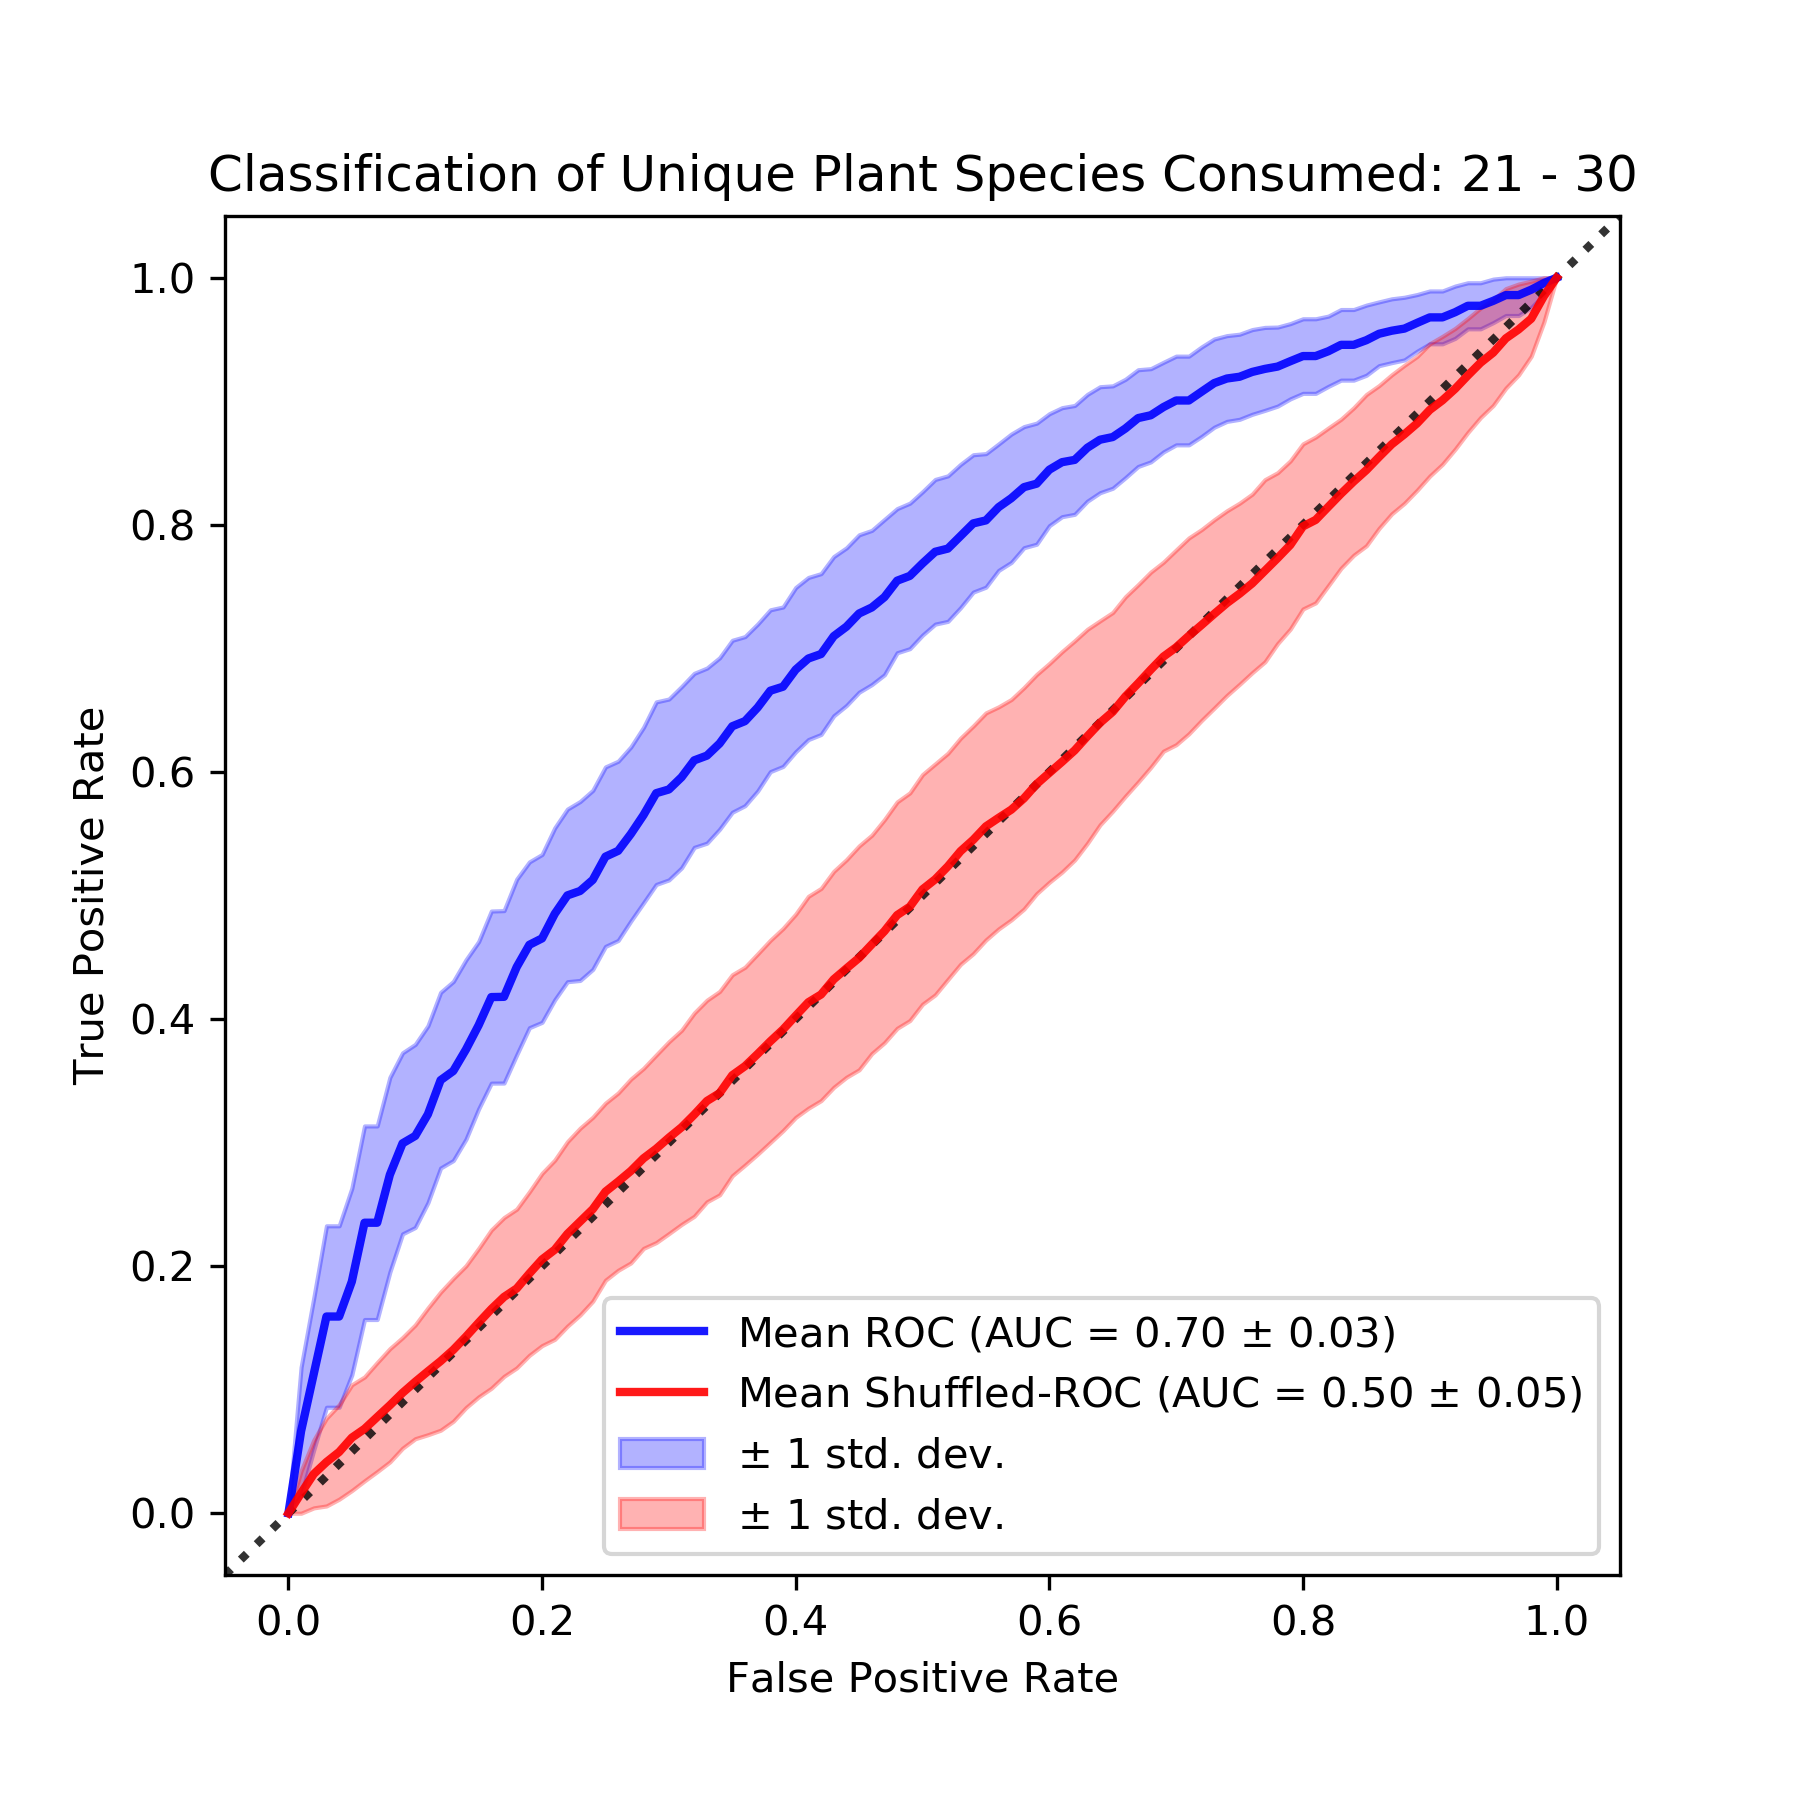 Classification of Unique Plant Species Consumed: 21 - 30
1.0
0.8
0.6
0.4
0.2
0.0
True Positive Rate
Mean ROC (AUC = 0.70 ± 0.03)
Mean Shuffled-ROC (AUC = 0.50 ± 0.05)
± 1 std. dev.
± 1 std. dev.
0.0 0.2 0.4 0.6 0.8 1.0
False Positive Rate